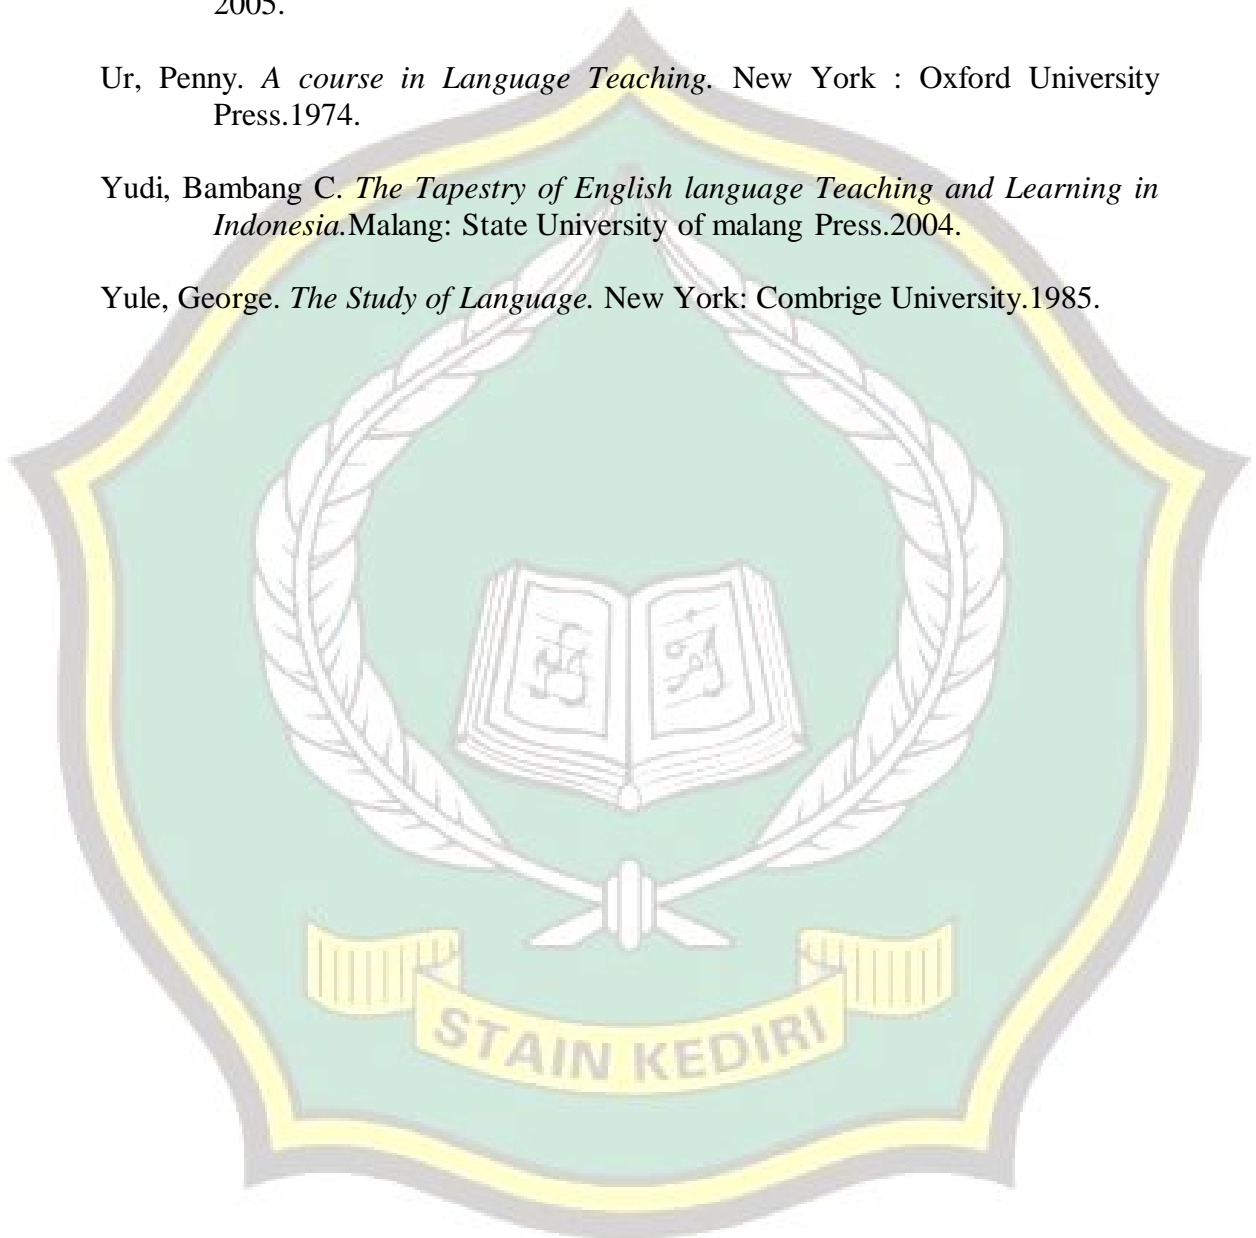 2005.
Ur, Penny. A course in Language Teaching. New York : Oxford University
Press.1974.
Yudi, Bambang C. The Tapestry of English language Teaching and Learning in
Indonesia.Malang: State University of malang Press.2004.
Yule, George. The Study of Language. New York: Combrige University.1985.
STAIN KEDIRI